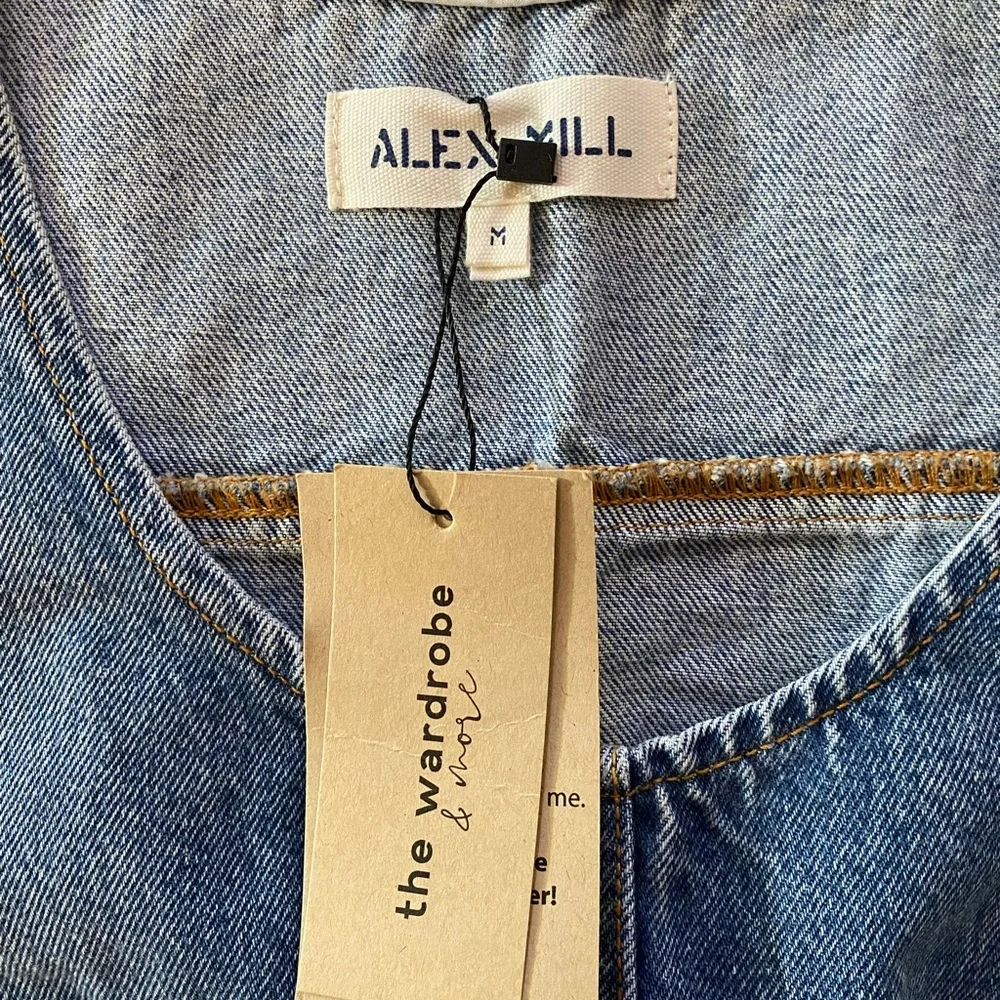 ALEX MILL
M
the wardrobe
& more
me.
er!